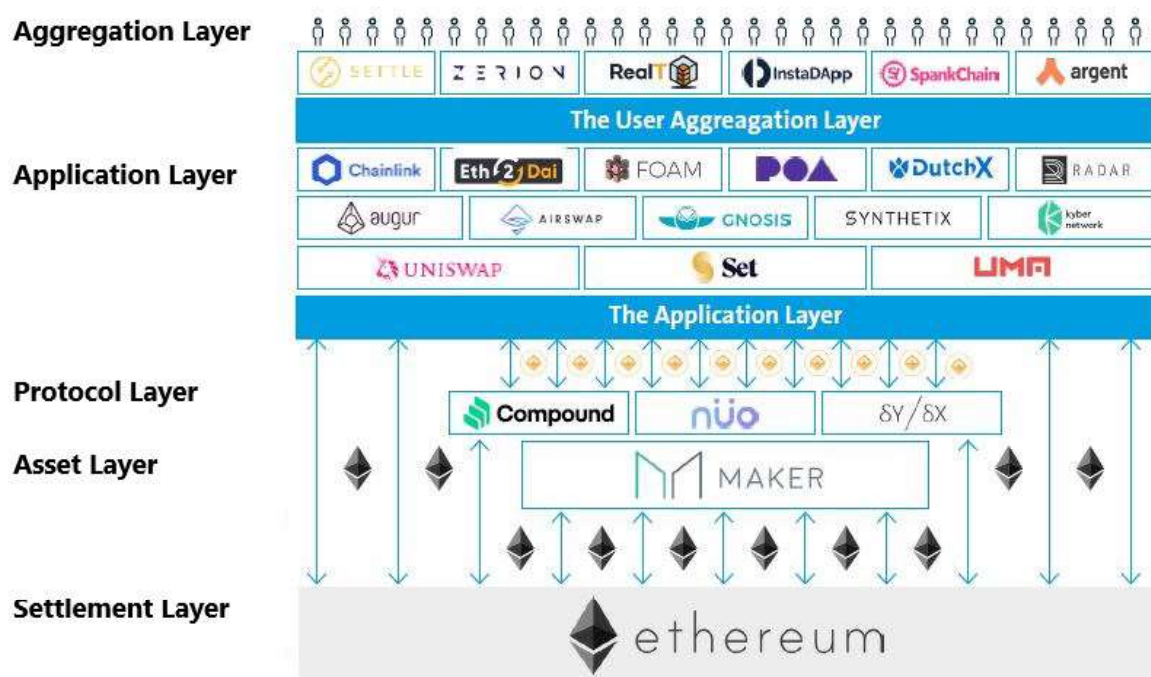 Aggregation Layer
SETTLE ZERION RealT InstaDApp SpankChain argent
The User Aggreagation Layer
Application Layer
Chainlink Eth2Dai FOAM POA DutchX RADAR
augur AIRSWAP GNOSIS SYNTHETIX kyber network
UNISWAP Set UMA
The Application Layer
Protocol Layer
Compound nüo δY/δX
Asset Layer
MAKER
Settlement Layer
ethereum